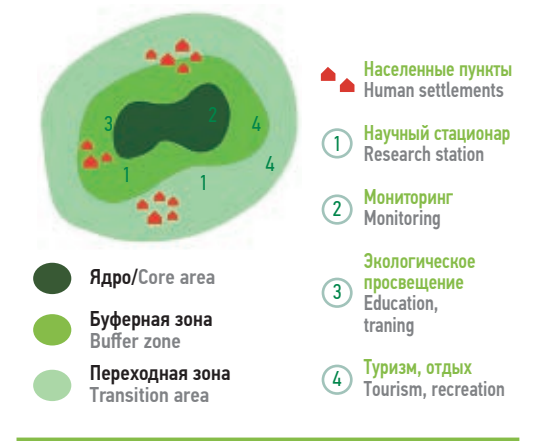 3
2
4
4
1
1
Населенные пункты
Human settlements
1
Научный стационар
Research station
2
Мониторинг
Monitoring
3
Экологическое
просвещение
Education,
traning
4
Туризм, отдых
Tourism, recreation
Ядро/Core area
Буферная зона
Buffer zone
Переходная зона
Transition area